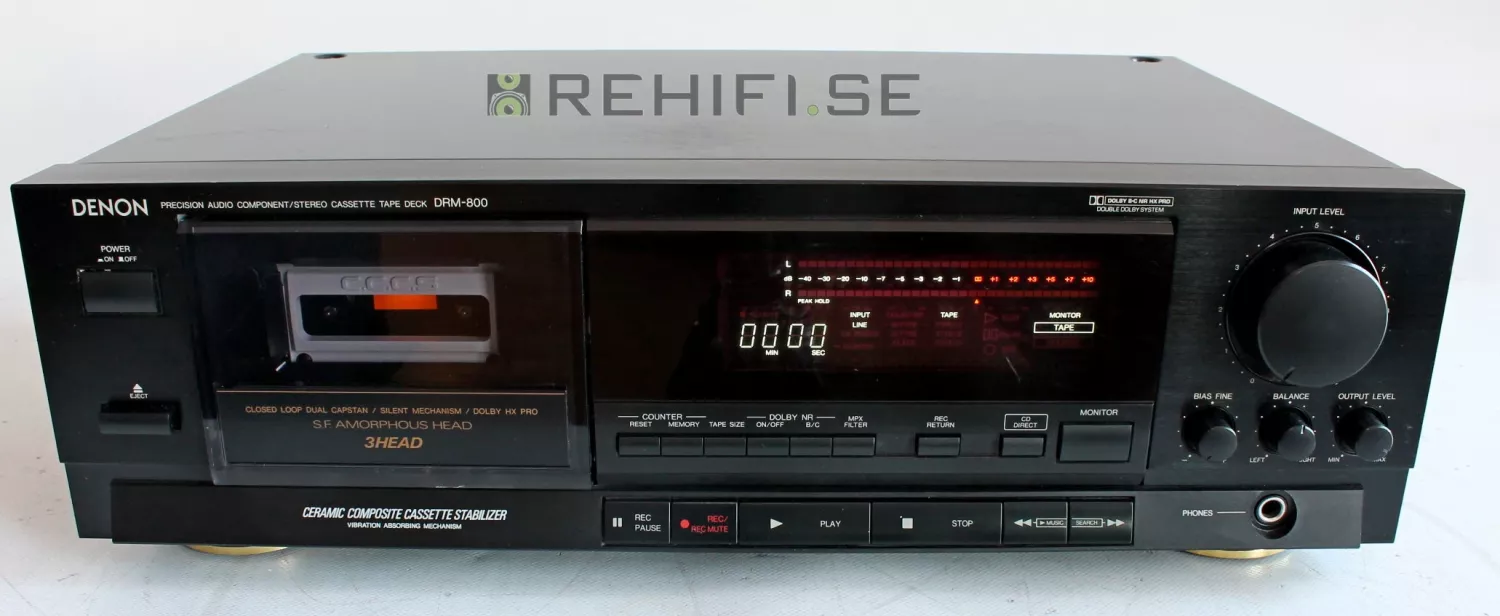 REHIFI.SE
DENON PRECISION AUDIO COMPONENT/STEREO CASSETTE TAPE DECK DRM-800
DOLBY B·C NR HX PRO
DOUBLE DOLBY SYSTEM
POWER
ON OFF
EJECT
C.C.C.S
CLOSED LOOP DUAL CAPSTAN / SILENT MECHANISM / DOLBY HX PRO
S.F. AMORPHOUS HEAD
3HEAD
L
dB -40 -30 -20 -10 -7 -5 -3 -2 -1 +1 +2 +3 +5 +7 +10
R
PEAK HOLD
INPUT TAPE MONITOR
LINE TAPE
0000
MIN SEC
COUNTER DOLBY NR
RESET MEMORY TAPE SIZE ON/OFF B/C
MPX
FILTER
REC
RETURN
CD
DIRECT
MONITOR
INPUT LEVEL
0 3 5 6 7
BIAS FINE BALANCE OUTPUT LEVEL
LEFT MIN
CERAMIC COMPOSITE CASSETTE STABILIZER
VIBRATION ABSORBING MECHANISM
REC
PAUSE
REC/
REC MUTE
PLAY
STOP
MUSIC
SEARCH
PHONES